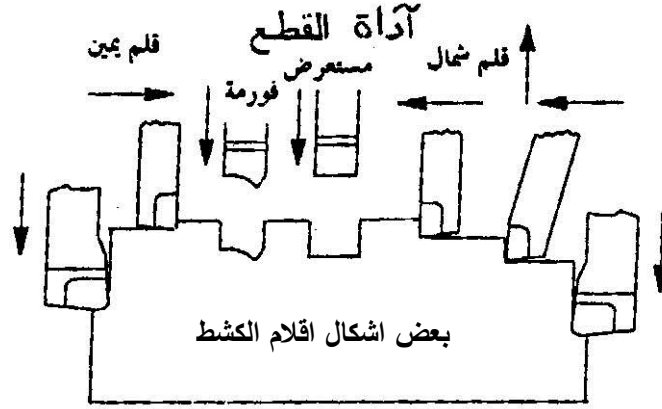 آداة القطع
قلم يمين
فورمة
مستعرض
قلم شمال
بعض اشكال اقلام الكشط